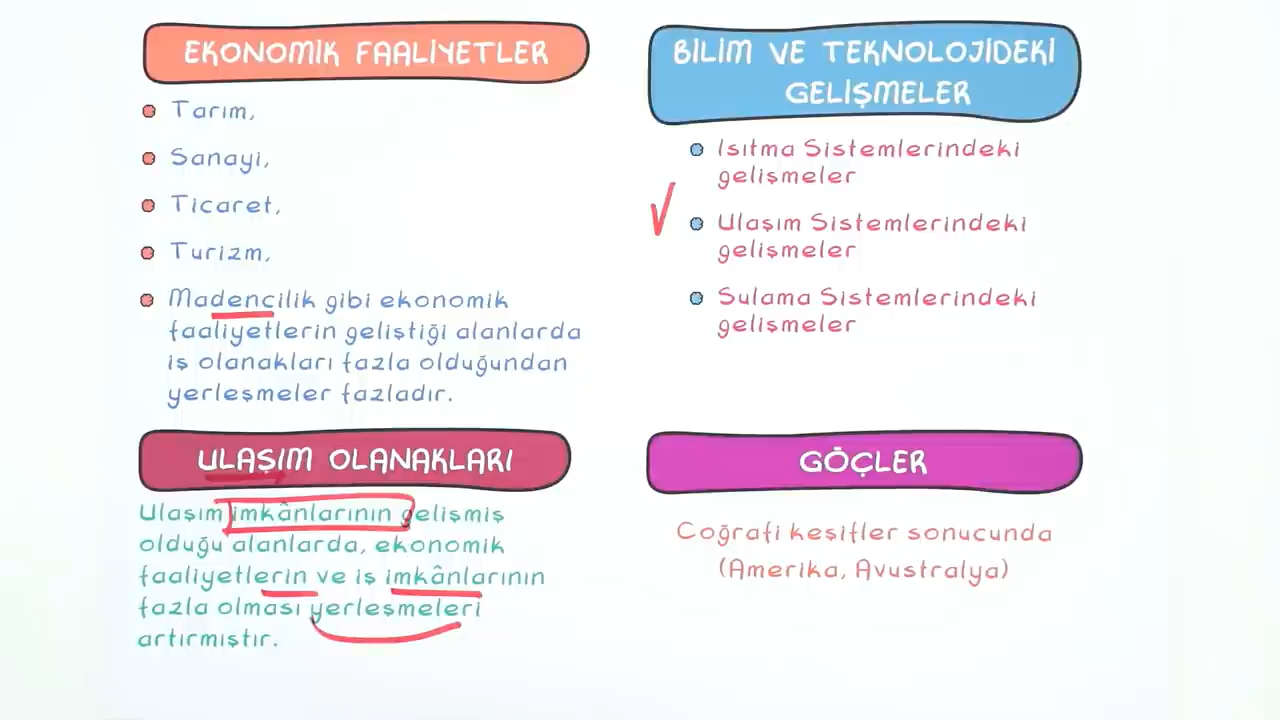 EKONOMİK FAALİYETLER
Tarım,
Sanayi,
Ticaret,
Turizm,
Madencilik gibi ekonomik
faaliyetlerin geliştiği alanlarda
iş olanakları fazla olduğundan
yerleşmeler fazladır.
BİLİM VE TEKNOLOJİDEKİ
GELİŞMELER
Isıtma Sistemlerindeki
gelişmeler
Ulaşım Sistemlerindeki
gelişmeler
Sulama Sistemlerindeki
gelişmeler
ULAŞIM OLANAKLARI
Ulaşım imkânlarının gelişmiş
olduğu alanlarda, ekonomik
faaliyetlerin ve iş imkânlarının
fazla olması yerleşmeleri
artırmıştır.
GÖÇLER
Coğrafi keşifler sonucunda
(Amerika, Avustralya)